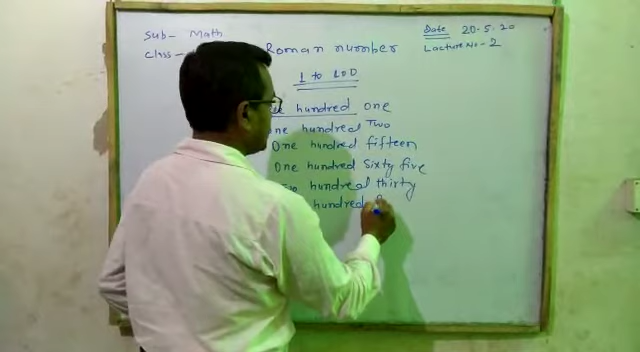 Sub- Math
Date 20-5-20
Class-
Roman number
Lecture No-2
1 to 100
hundred one
one hundred Two
One hundred fifteen
One hundred Sixty five
hundred thirty
hundred